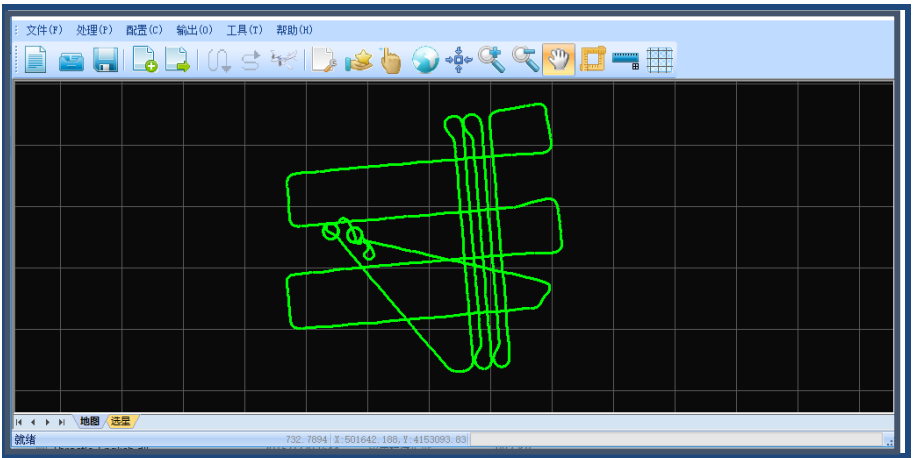 文件(F) 处理(P) 配置(C) 输出(O) 工具(T) 帮助(H)
地图 选星
就绪 732.7894 X:501642.188,Y:4153093.83